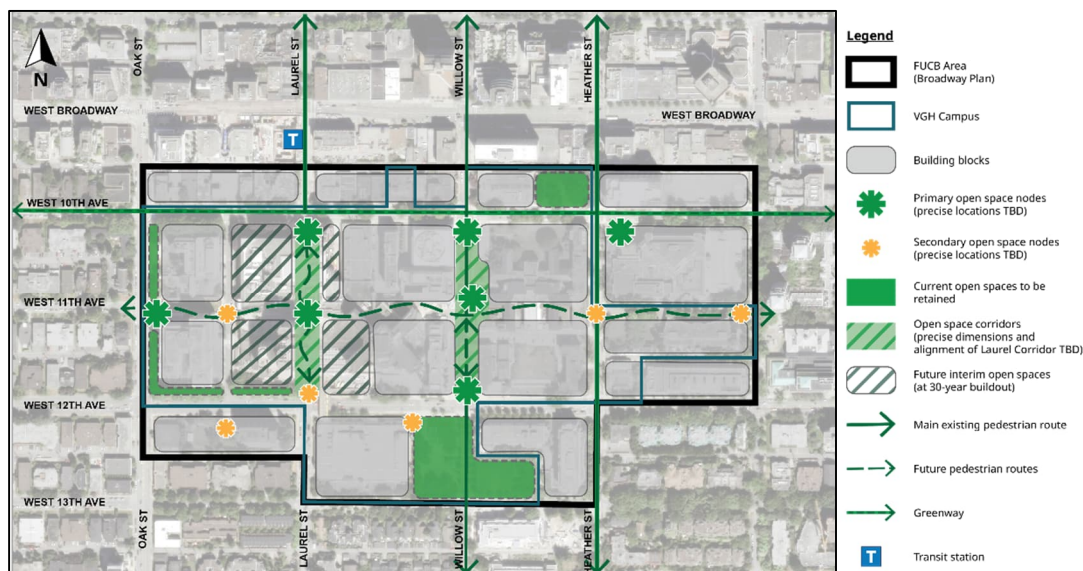 OAK ST
LAUREL ST
WILLOW ST
HEATHER ST
N
WEST BROADWAY
WEST BROADWAY
T
WEST 10TH AVE
WEST 11TH AVE
WEST 12TH AVE
WEST 13TH AVE
OAK ST
LAUREL ST
WILLOW ST
HEATHER ST
Legend
FUCB Area
(Broadway Plan)
VGH Campus
Building blocks
Primary open space nodes
(precise locations TBD)
Secondary open space nodes
(precise locations TBD)
Current open spaces to be
retained
Open space corridors
(precise dimensions and
alignment of Laurel Corridor TBD)
Future interim open spaces
(at 30-year buildout)
Main existing pedestrian route
Future pedestrian routes
Greenway
T
Transit station